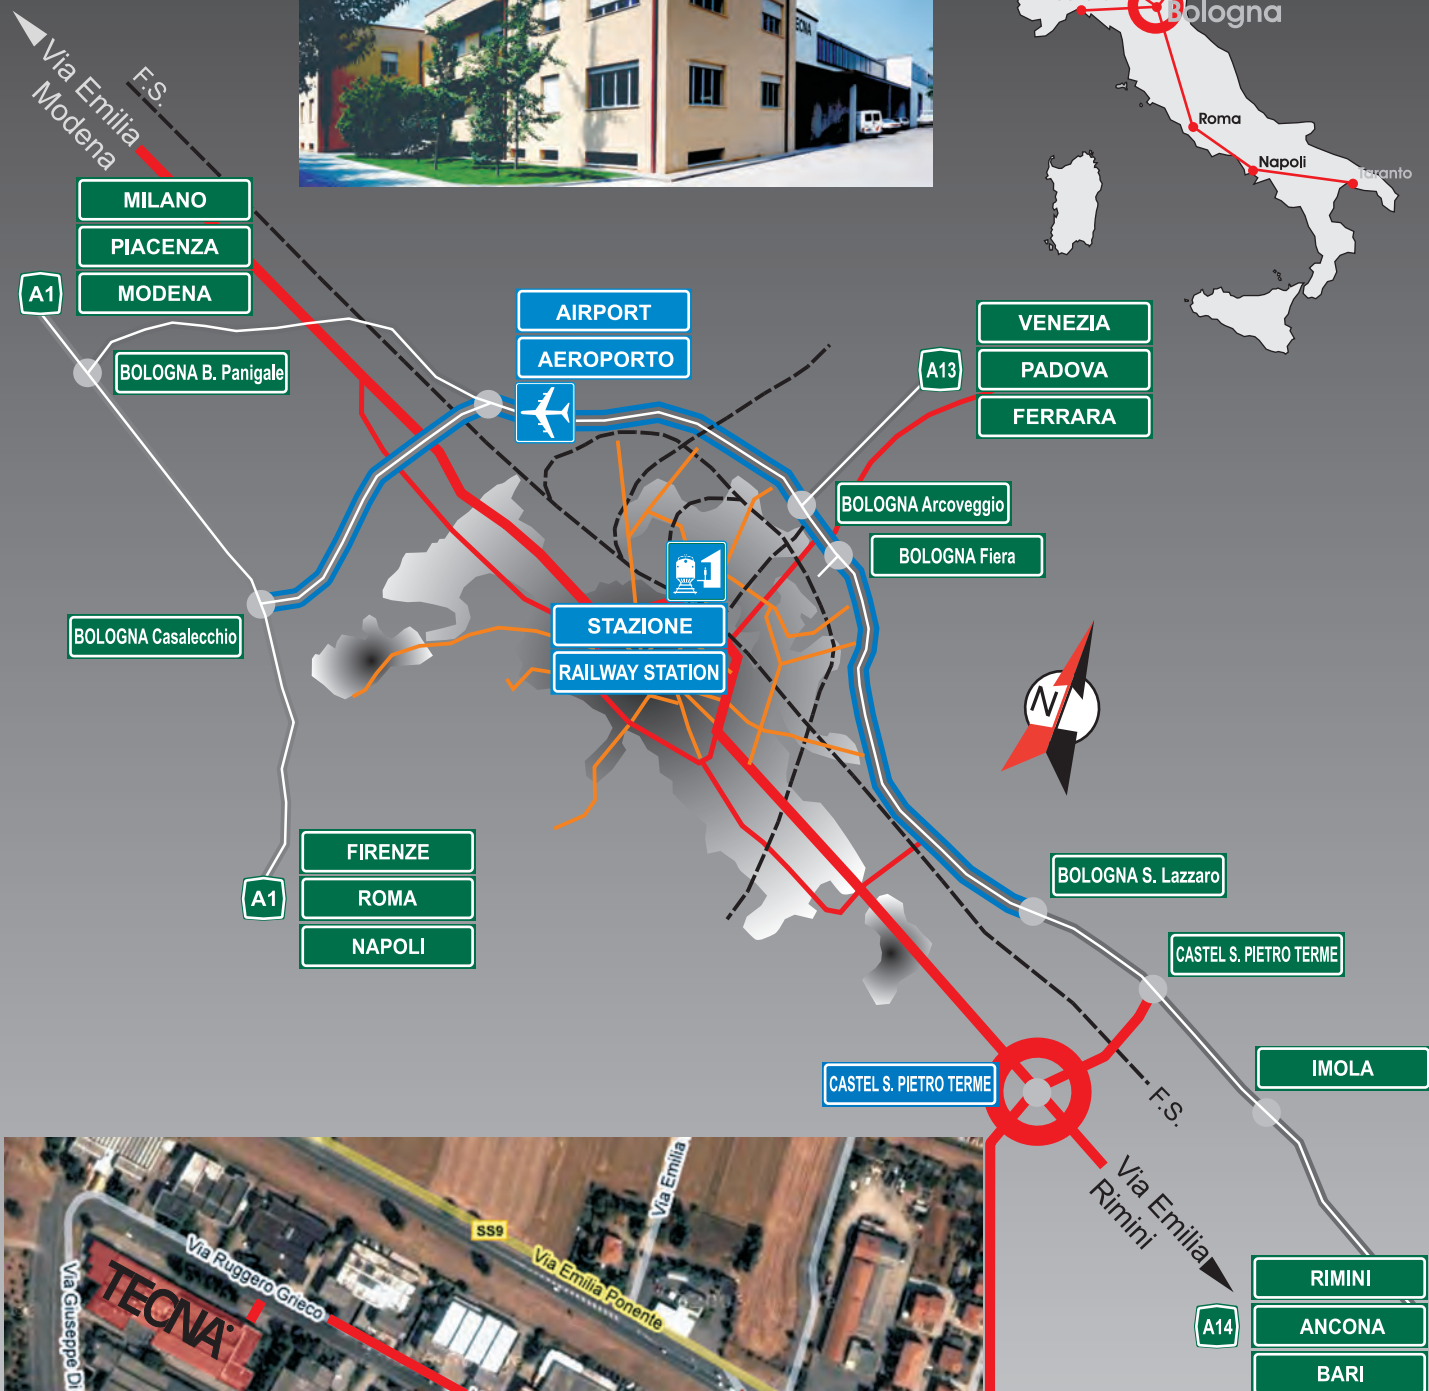 ECNA
Bologna
Roma
Napoli
Taranto
Via Emilia
Modena
F.S.
MILANO
PIACENZA
MODENA
A1
BOLOGNA B. Panigale
AIRPORT
AEROPORTO
VENEZIA
PADOVA
FERRARA
A13
BOLOGNA Arcoveggio
BOLOGNA Fiera
STAZIONE
RAILWAY STATION
BOLOGNA Casalecchio
N
FIRENZE
ROMA
NAPOLI
A1
BOLOGNA S. Lazzaro
CASTEL S. PIETRO TERME
IMOLA
CASTEL S. PIETRO TERME
F.S.
Via Emilia
Rimini
RIMINI
ANCONA
BARI
A14
Via Emilia
SS9
Via Emilia Ponente
Via Ruggero Grieco
Via Giuseppe Di
TECNA